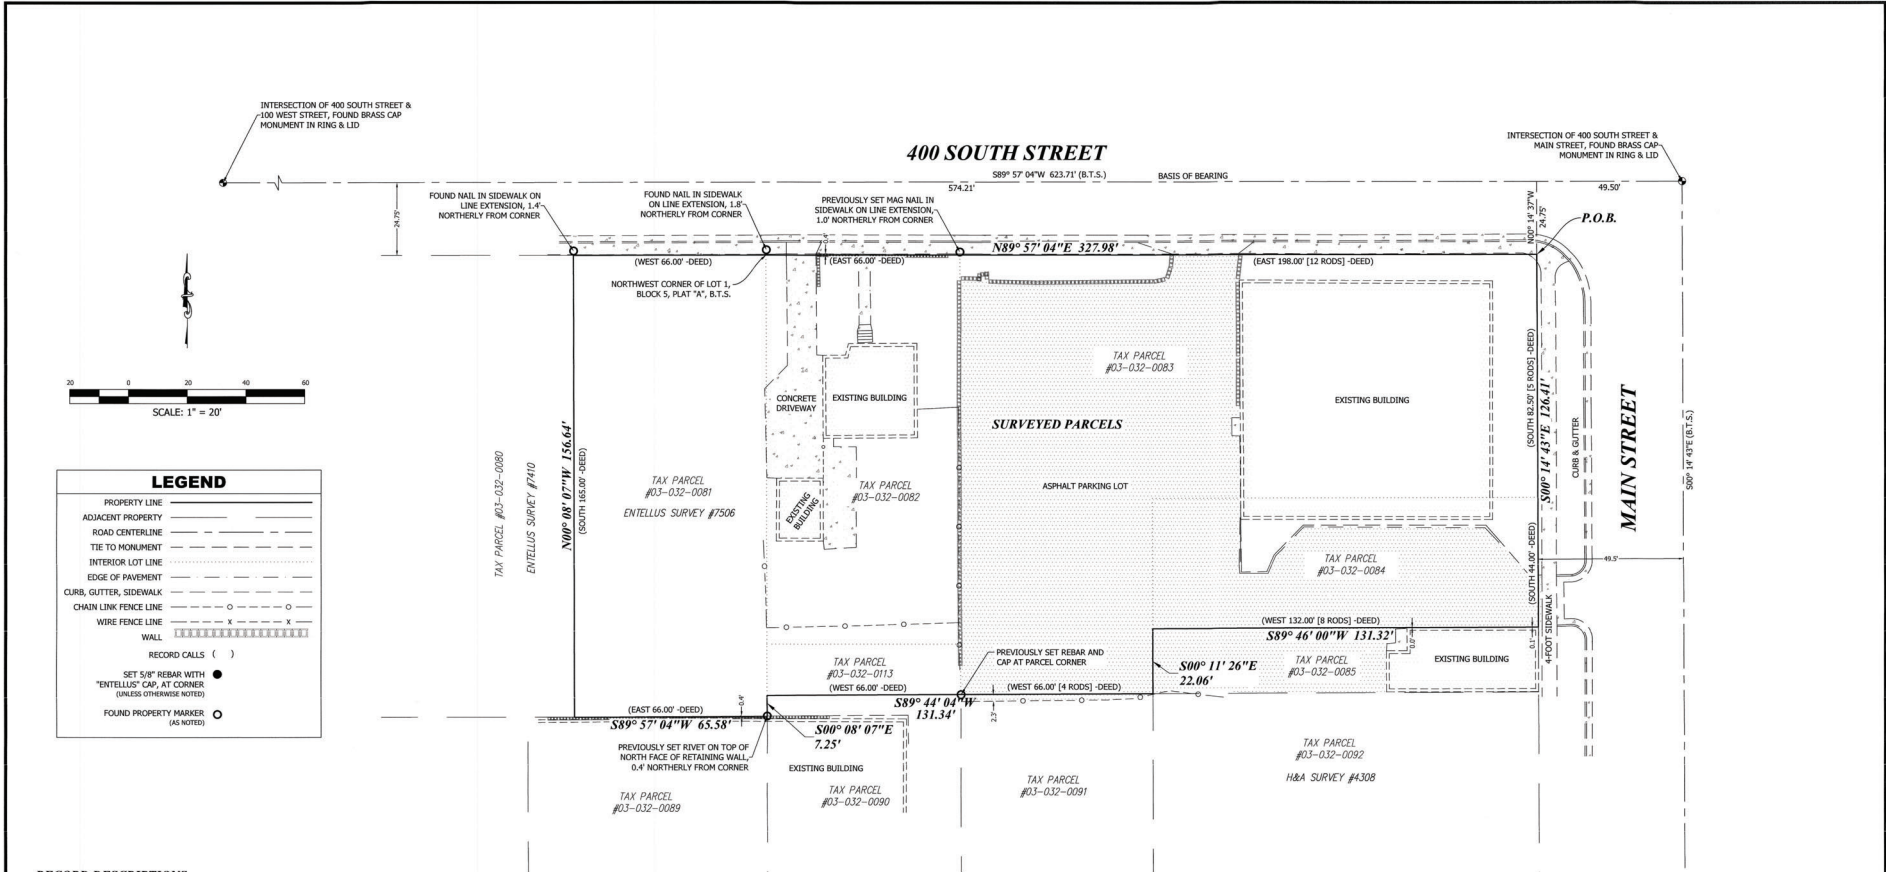 INTERSECTION OF 400 SOUTH STREET &
100 WEST STREET, FOUND BRASS CAP
MONUMENT IN RING & LID
400 SOUTH STREET
INTERSECTION OF 400 SOUTH STREET &
MAIN STREET, FOUND BRASS CAP
MONUMENT IN RING & LID
S89° 57' 04"W 623.71' (B.T.S.)
BASIS OF BEARING
574.21'
49.50'
24.75'
FOUND NAIL IN SIDEWALK ON
LINE EXTENSION, 1.4'
NORTHERLY FROM CORNER
FOUND NAIL IN SIDEWALK
ON LINE EXTENSION, 1.8'
NORTHERLY FROM CORNER
PREVIOUSLY SET MAG NAIL IN
SIDEWALK ON LINE EXTENSION,
1.0' NORTHERLY FROM CORNER
N00° 14' 37"W
24.75'
P.O.B.
N89° 57' 04"E 327.98'
(WEST 66.00' -DEED)
(EAST 66.00' -DEED)
(EAST 198.00' [12 RODS] -DEED)
NORTHWEST CORNER OF LOT 1,
BLOCK 5, PLAT "A", B.T.S.
20
0
20
40
60
SCALE: 1" = 20'
TAX PARCEL
#03-032-0083
CONCRETE
DRIVEWAY
EXISTING BUILDING
EXISTING BUILDING
SURVEYED PARCELS
(SOUTH 82.50' [5 RODS] -DEED)
S00° 14' 43"E 126.41'
CURB & GUTTER
MAIN STREET
S00° 14' 43"E (B.T.S.)
TAX PARCEL #03-032-0080
ENTELLUS SURVEY #7410
N00° 08' 07"W 156.64'
(SOUTH 165.00' -DEED)
TAX PARCEL
#03-032-0081
ENTELLUS SURVEY #7506
TAX PARCEL
#03-032-0082
EXISTING
BUILDING
ASPHALT PARKING LOT
TAX PARCEL
#03-032-0084
(SOUTH 44.00' -DEED)
49.5'
4-FOOT SIDEWALK
LEGEND
PROPERTY LINE
ADJACENT PROPERTY
ROAD CENTERLINE
TIE TO MONUMENT
INTERIOR LOT LINE
EDGE OF PAVEMENT
CURB, GUTTER, SIDEWALK
CHAIN LINK FENCE LINE
WIRE FENCE LINE
WALL
RECORD CALLS ( )
SET 5/8" REBAR WITH
"ENTELLUS" CAP, AT CORNER
(UNLESS OTHERWISE NOTED)
FOUND PROPERTY MARKER
(AS NOTED)
(WEST 132.00' [8 RODS] -DEED)
S89° 46' 00"W 131.32'
0.0'
0.1'
PREVIOUSLY SET REBAR AND
CAP AT PARCEL CORNER
S00° 11' 26"E
22.06'
TAX PARCEL
#03-032-0085
EXISTING BUILDING
TAX PARCEL
#03-032-0113
(WEST 66.00' -DEED)
(WEST 66.00' [4 RODS] -DEED)
S89° 44' 04"W
131.34'
2.3'
(EAST 66.00' -DEED)
0.4'
S89° 57' 04"W 65.58'
S00° 08' 07"E
7.25'
PREVIOUSLY SET RIVET ON TOP OF
NORTH FACE OF RETAINING WALL,
0.4' NORTHERLY FROM CORNER
EXISTING BUILDING
TAX PARCEL
#03-032-0089
TAX PARCEL
#03-032-0090
TAX PARCEL
#03-032-0091
TAX PARCEL
#03-032-0092
H&A SURVEY #4308